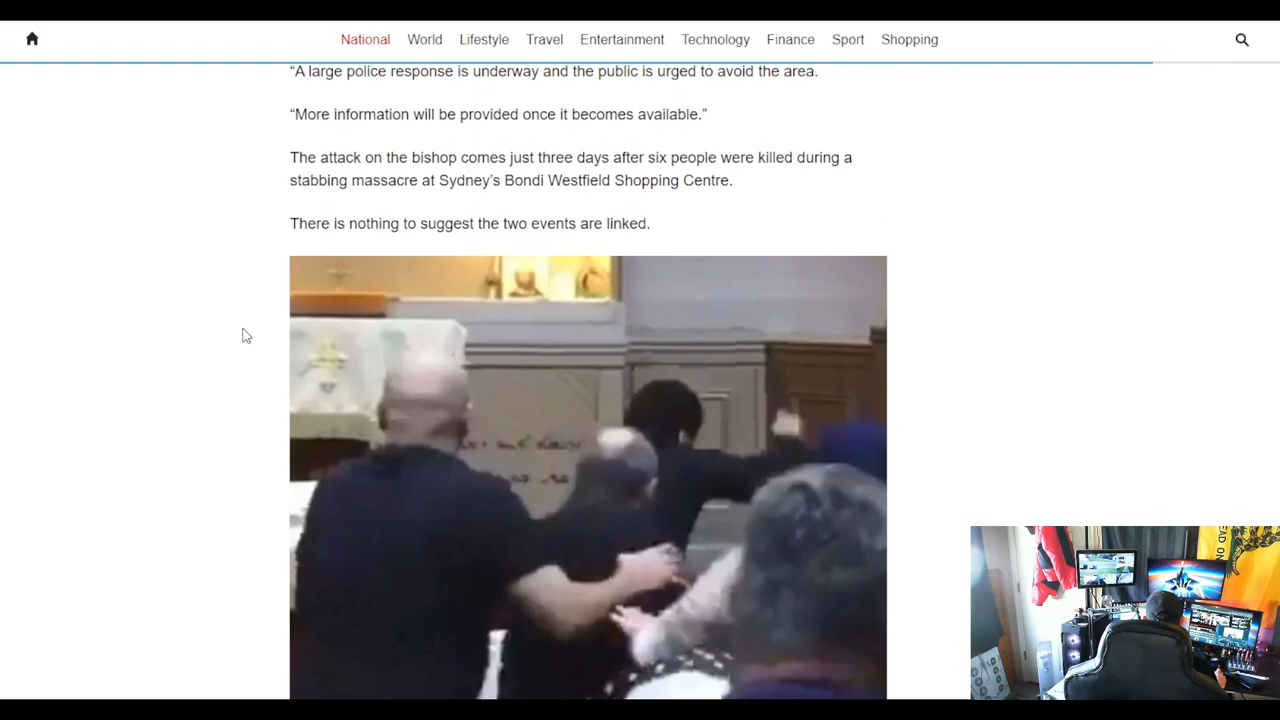 National World Lifestyle Travel Entertainment Technology Finance Sport Shopping
“A large police response is underway and the public is urged to avoid the area.
“More information will be provided once it becomes available.”
The attack on the bishop comes just three days after six people were killed during a
stabbing massacre at Sydney’s Bondi Westfield Shopping Centre.
There is nothing to suggest the two events are linked.